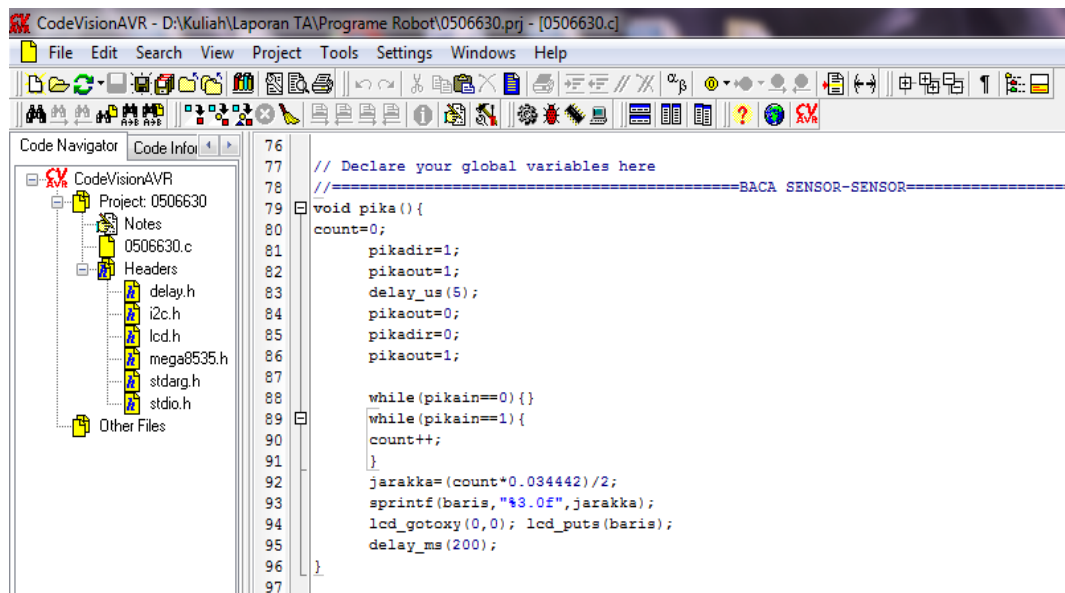 CodeVisionAVR - D:\Kuliah\Laporan TA\Programe Robot\0506630.prj - [0506630.c]
File Edit Search View Project Tools Settings Windows Help
Code Navigator Code Infor
CodeVisionAVR
Project: 0506630
Notes
0506630.c
Headers
delay.h
i2c.h
lcd.h
mega8535.h
stdarg.h
stdio.h
Other Files
76
77 // Declare your global variables here
78 //===============================================BACA SENSOR-SENSOR==================
79 void pika(){
80 count=0;
81 pikadir=1;
82 pikaout=1;
83 delay_us(5);
84 pikaout=0;
85 pikadir=0;
86 pikaout=1;
87
88 while(pikain==0){}
89 while(pikain==1){
90 count++;
91 }
92 jarakka=(count*0.034442)/2;
93 sprintf(baris,"%3.0f",jarakka);
94 lcd_gotoxy(0,0); lcd_puts(baris);
95 delay_ms(200);
96 }
97